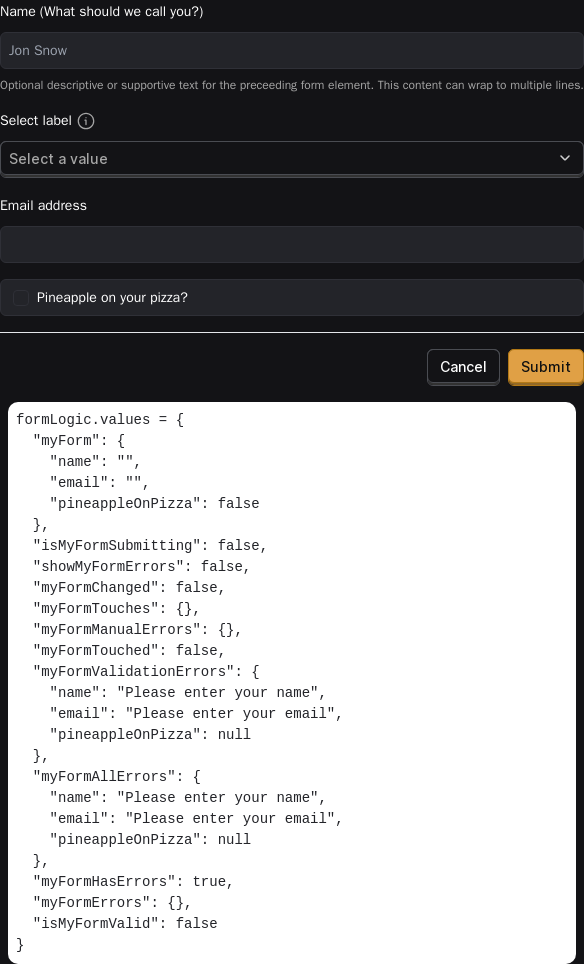 Name (What should we call you?)
Jon Snow
Optional descriptive or supportive text for the preceeding form element. This content can wrap to multiple lines.
Select label
Select a value
Email address
Pineapple on your pizza?
Cancel
Submit
formLogic.values = {
  "myForm": {
    "name": "",
    "email": "",
    "pineappleOnPizza": false
  },
  "isMyFormSubmitting": false,
  "showMyFormErrors": false,
  "myFormChanged": false,
  "myFormTouches": {},
  "myFormManualErrors": {},
  "myFormTouched": false,
  "myFormValidationErrors": {
    "name": "Please enter your name",
    "email": "Please enter your email",
    "pineappleOnPizza": null
  },
  "myFormAllErrors": {
    "name": "Please enter your name",
    "email": "Please enter your email",
    "pineappleOnPizza": null
  },
  "myFormHasErrors": true,
  "myFormErrors": {},
  "isMyFormValid": false
}